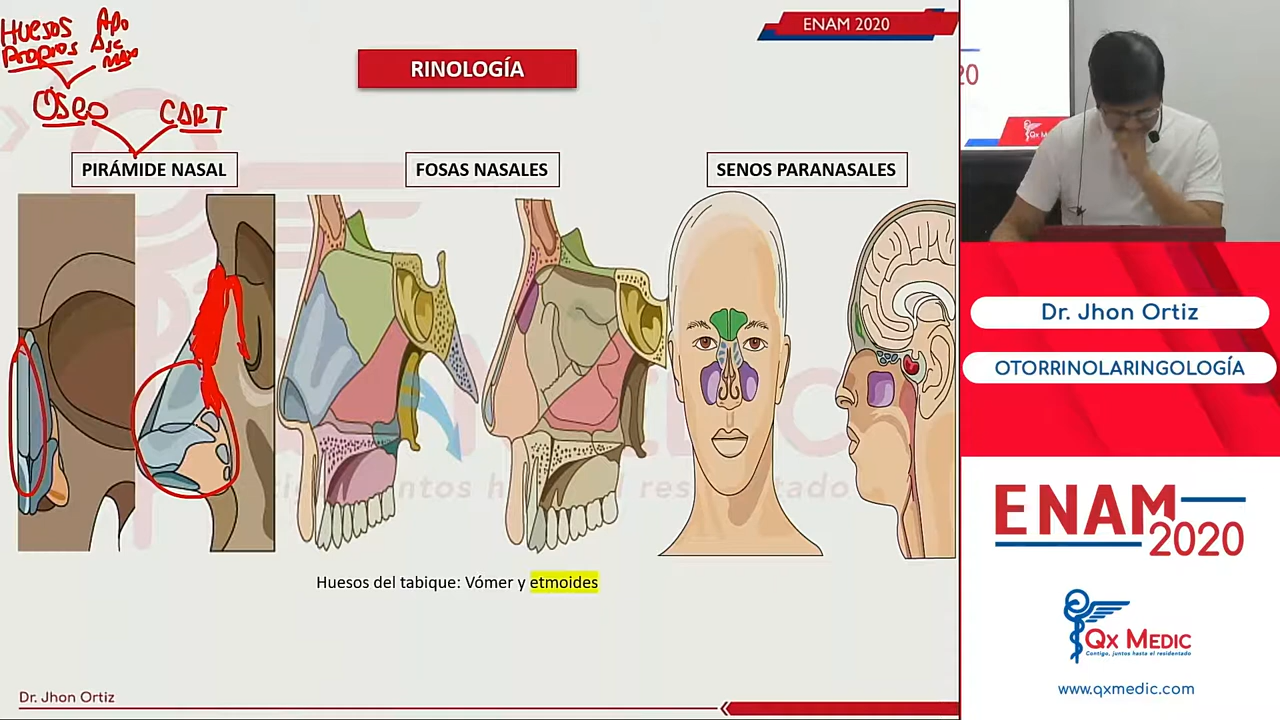 Huesos Propios
Apo Asc Max
Oseo
CART
ENAM 2020
RINOLOGÍA
PIRÁMIDE NASAL
FOSAS NASALES
SENOS PARANASALES
Huesos del tabique: Vómer y etmoides
Dr. Jhon Ortiz
20
Dr. Jhon Ortiz
OTORRINOLARINGOLOGÍA
ENAM
2020
QX MEDIC
Contigo, juntos hasta el residentado
www.qxmedic.com